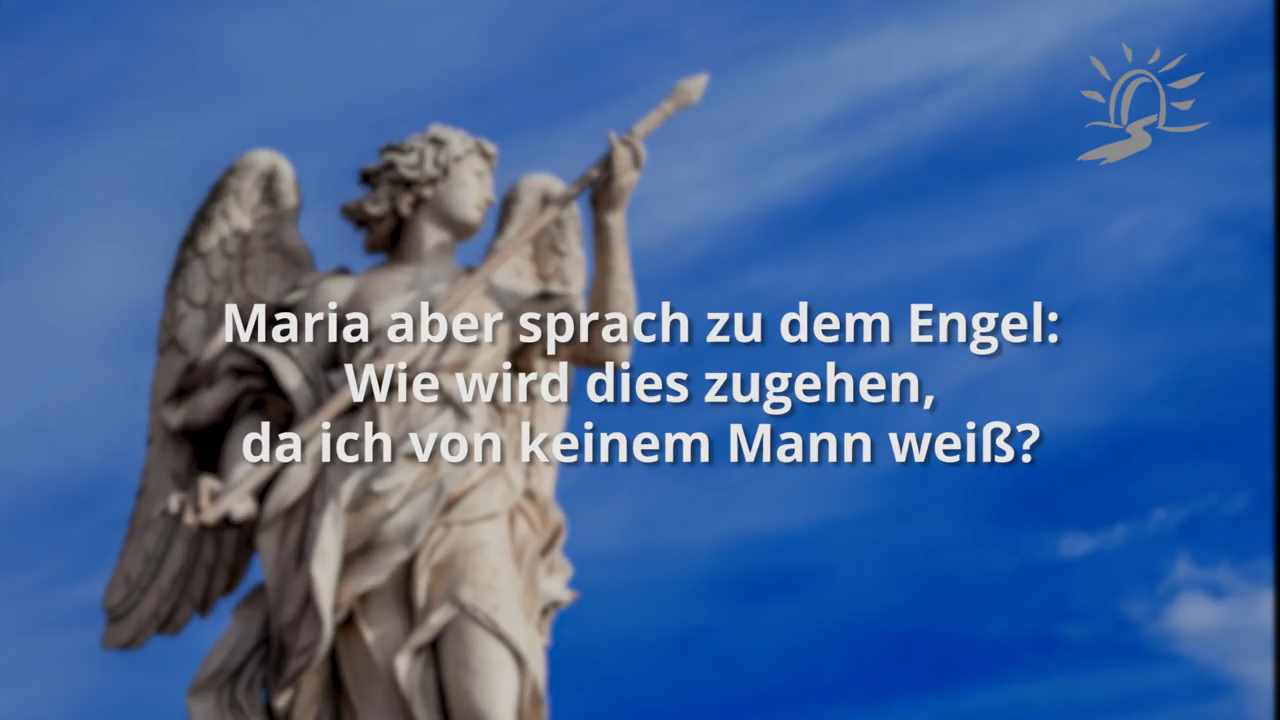 Maria aber sprach zu dem Engel:
Wie wird dies zugehen,
da ich von keinem Mann weiß?